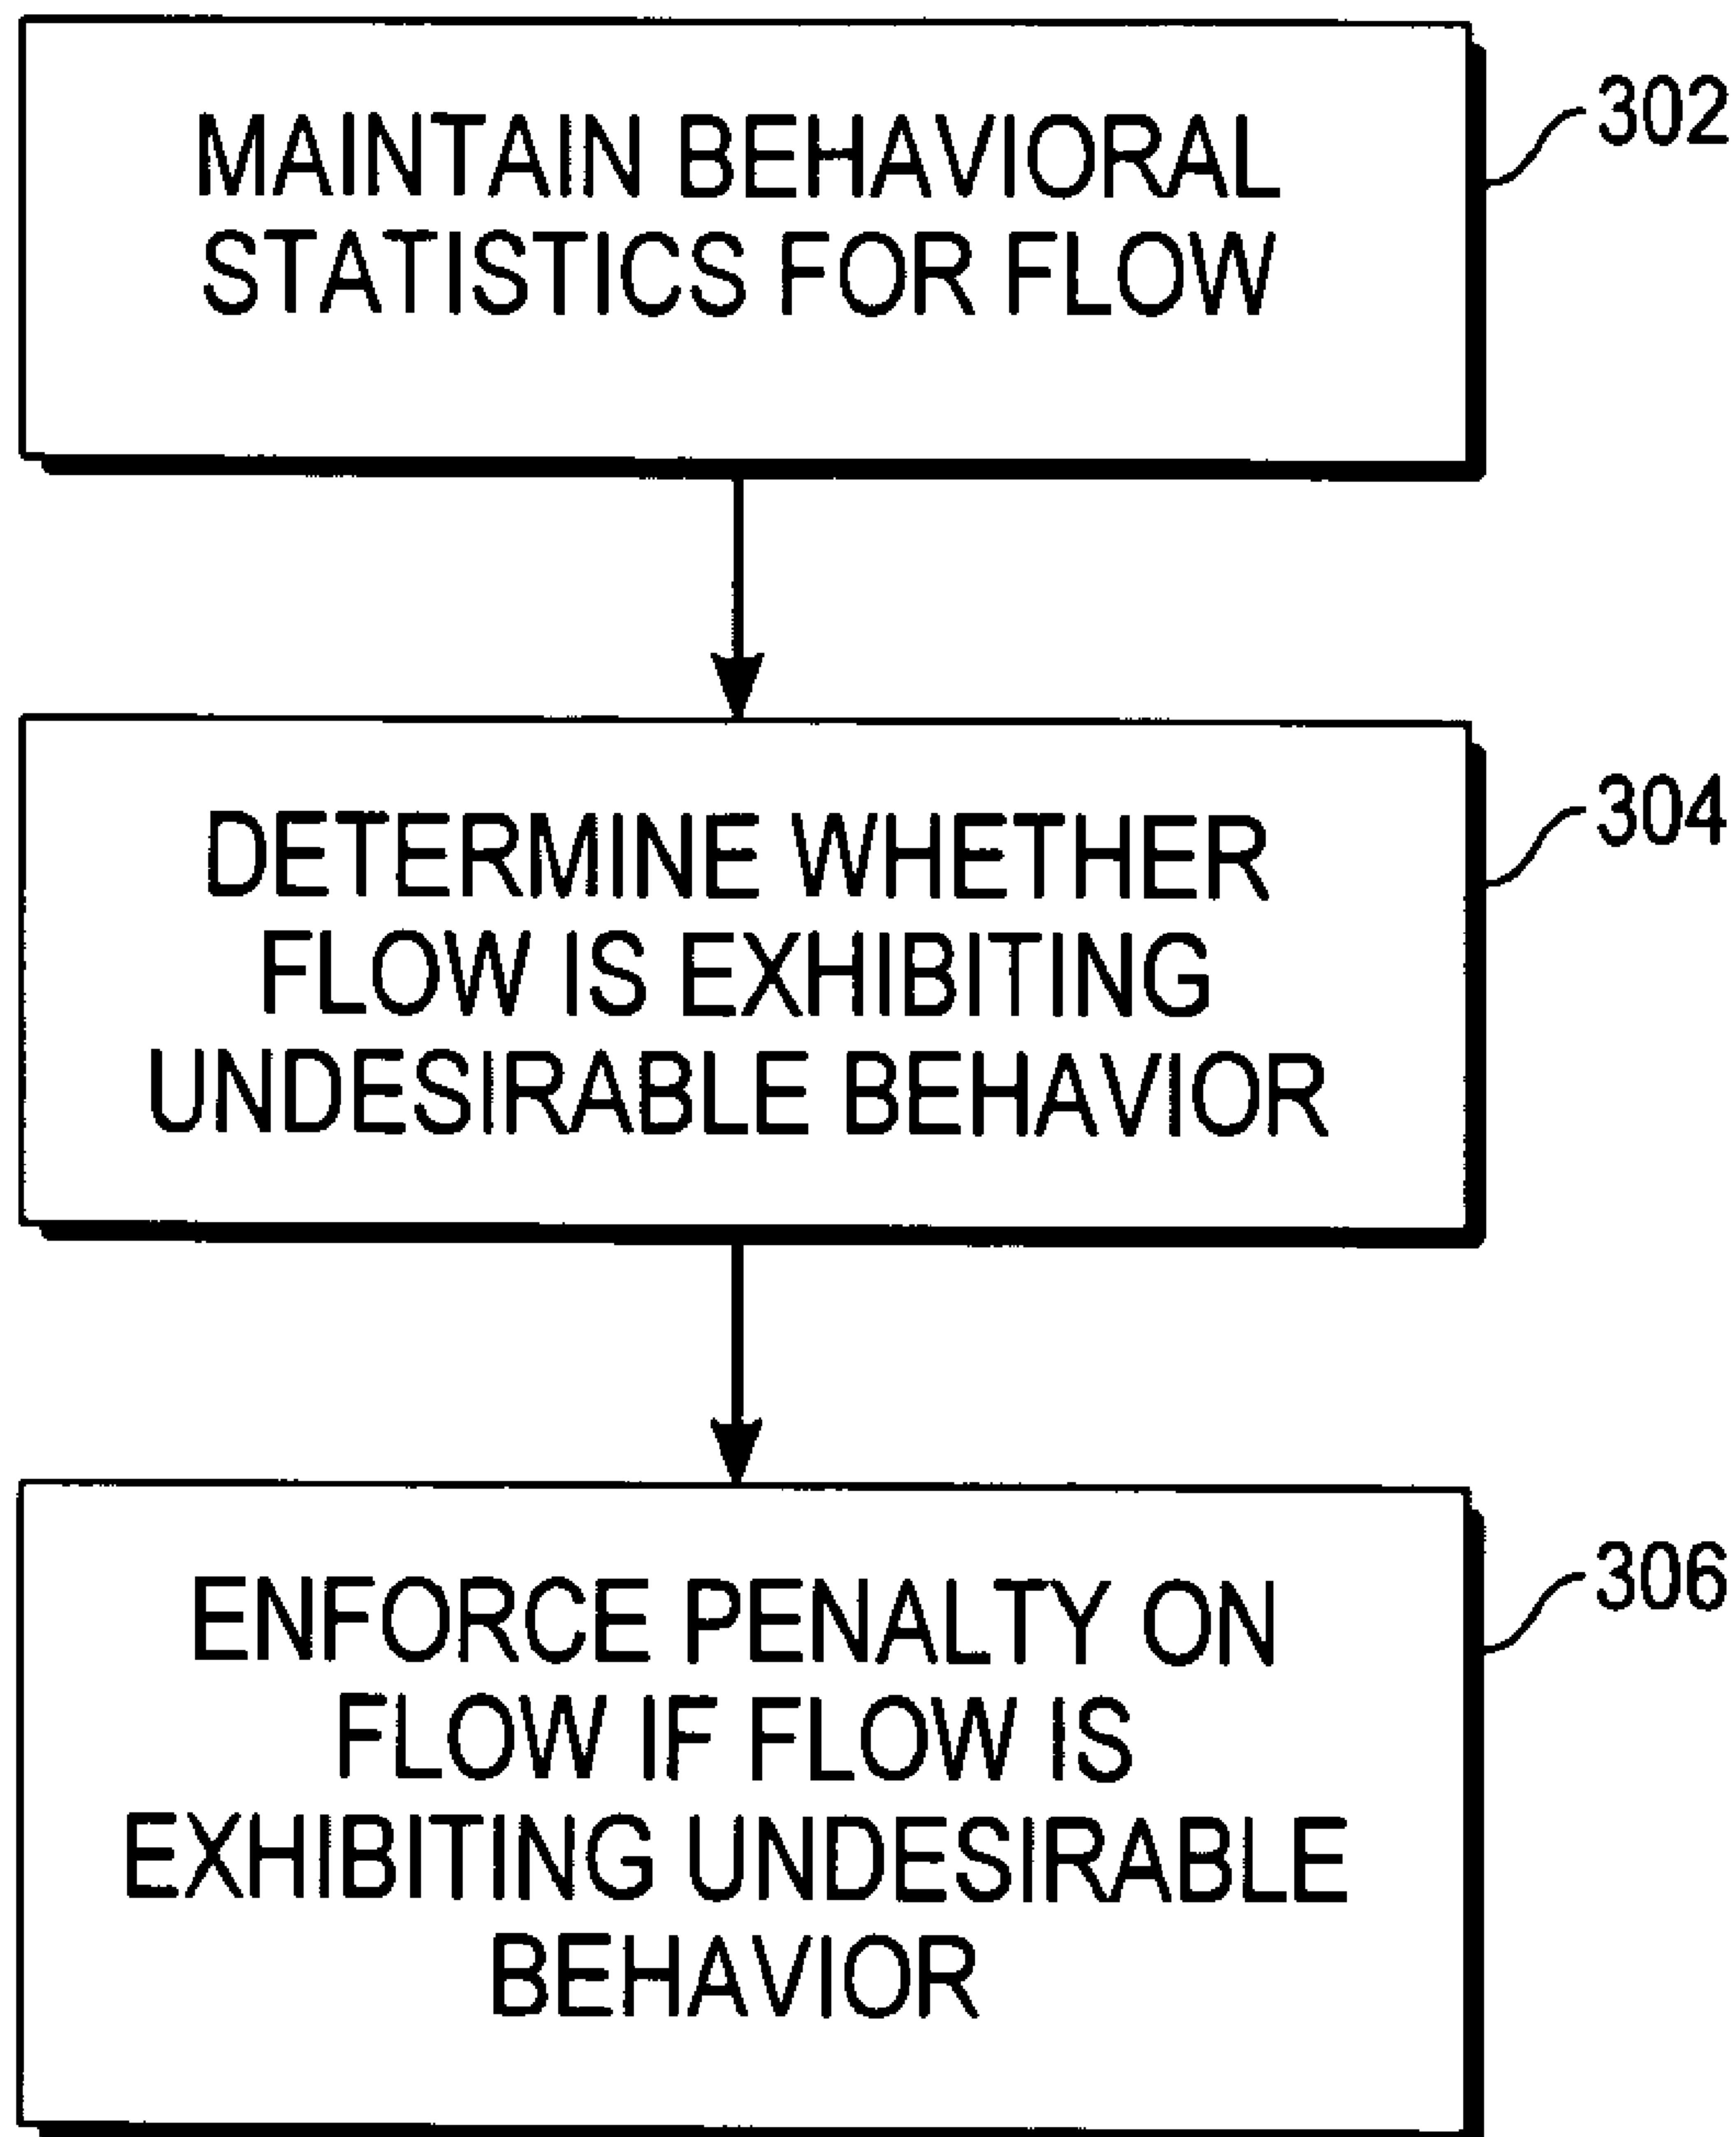 MAINTAIN BEHAVIORAL
STATISTICS FOR FLOW
302
DETERMINE WHETHER
FLOW IS EXHIBITING
UNDESIRABLE BEHAVIOR
304
ENFORCE PENALTY ON
FLOW IF FLOW IS
EXHIBITING UNDESIRABLE
BEHAVIOR
306